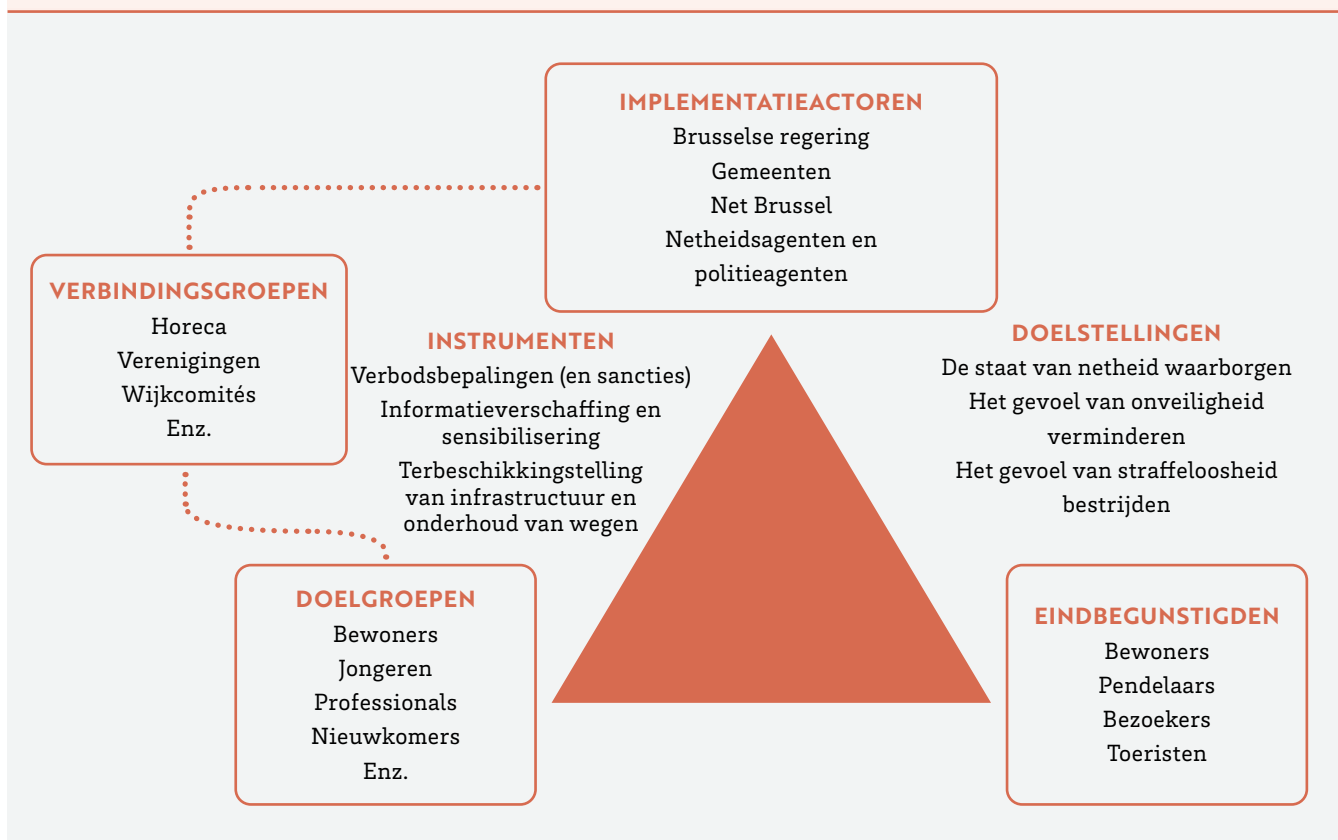 IMPLEMENTATIEACTOREN
Brusselse regering
Gemeenten
Net Brussel
Netheidsagenten en
politieagenten
VERBINDINGSGROEPEN
Horeca
Verenigingen
Wijkcomités
Enz.
INSTRUMENTEN
Verbodsbepalingen (en sancties)
Informatieverschaffing en
sensibilisering
Terbeschikkingstelling
van infrastructuur en
onderhoud van wegen
DOELSTELLINGEN
De staat van netheid waarborgen
Het gevoel van onveiligheid
verminderen
Het gevoel van straffeloosheid
bestrijden
DOELGROEPEN
Bewoners
Jongeren
Professionals
Nieuwkomers
Enz.
EINDBEGUNSTIGDEN
Bewoners
Pendelaars
Bezoekers
Toeristen